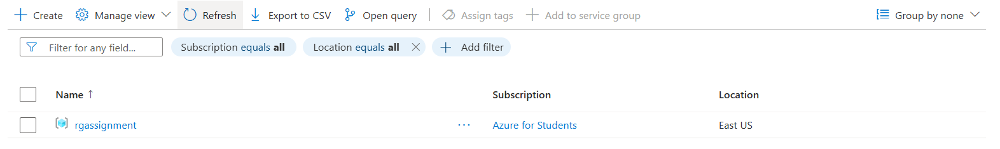 Create Manage view Refresh Export to CSV Open query Assign tags Add to service group Group by none
Filter for any field... Subscription equals all Location equals all Add filter
Name ↑ Subscription Location
rgassignment ... Azure for Students East US